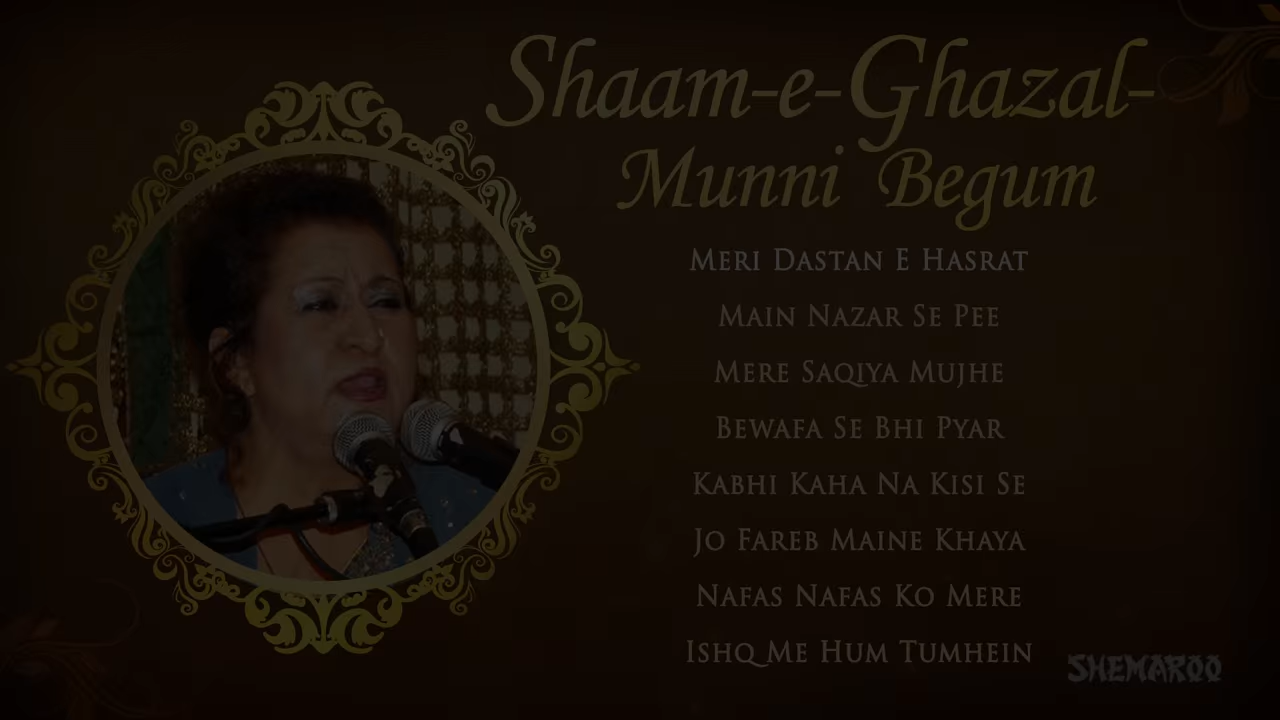 Shaam-e-Ghazal-
Munni Begum
Meri Dastan E Hasrat
Main Nazar Se Pee
Mere Saqiya Mujhe
Bewafa Se Bhi Pyar
Kabhi Kaha Na Kisi Se
Jo Fareb Maine Khaya
Nafas Nafas Ko Mere
Ishq Me Hum Tumhein
SHEMAROO